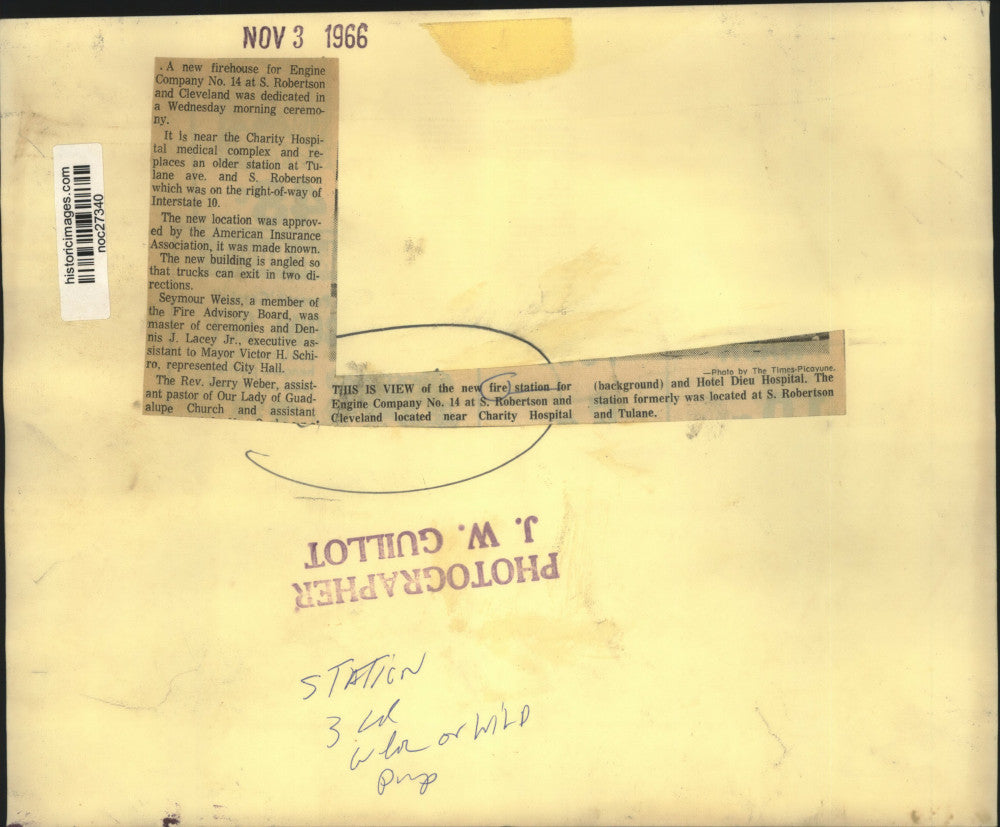 NOV 3 1966
. A new firehouse for Engine
Company No. 14 at S. Robertson
and Cleveland was dedicated in
a Wednesday morning ceremo-
ny.
It is near the Charity Hospi-
tal medical complex and re-
places an older station at Tu-
lane ave. and S. Robertson
which was on the right-of-way of
Interstate 10.
The new location was approv-
ed by the American Insurance
Association, it was made known.
The new building is angled so
that trucks can exit in two di-
rections.
Seymour Weiss, a member of
the Fire Advisory Board, was
master of ceremonies and Den-
nis J. Lacey Jr., executive as-
sistant to Mayor Victor H. Schi-
ro, represented City Hall.
The Rev. Jerry Weber, assist-
ant pastor of Our Lady of Guad-
alupe Church and assistant
historicimages.com
noc27340
—Photo by The Times-Picayune.
THIS IS VIEW of the new fire station for
Engine Company No. 14 at S. Robertson and
Cleveland located near Charity Hospital
(background) and Hotel Dieu Hospital. The
station formerly was located at S. Robertson
and Tulane.
PHOTOGRAPHER
J. W. GUILLOT
STATION
3
or WILD